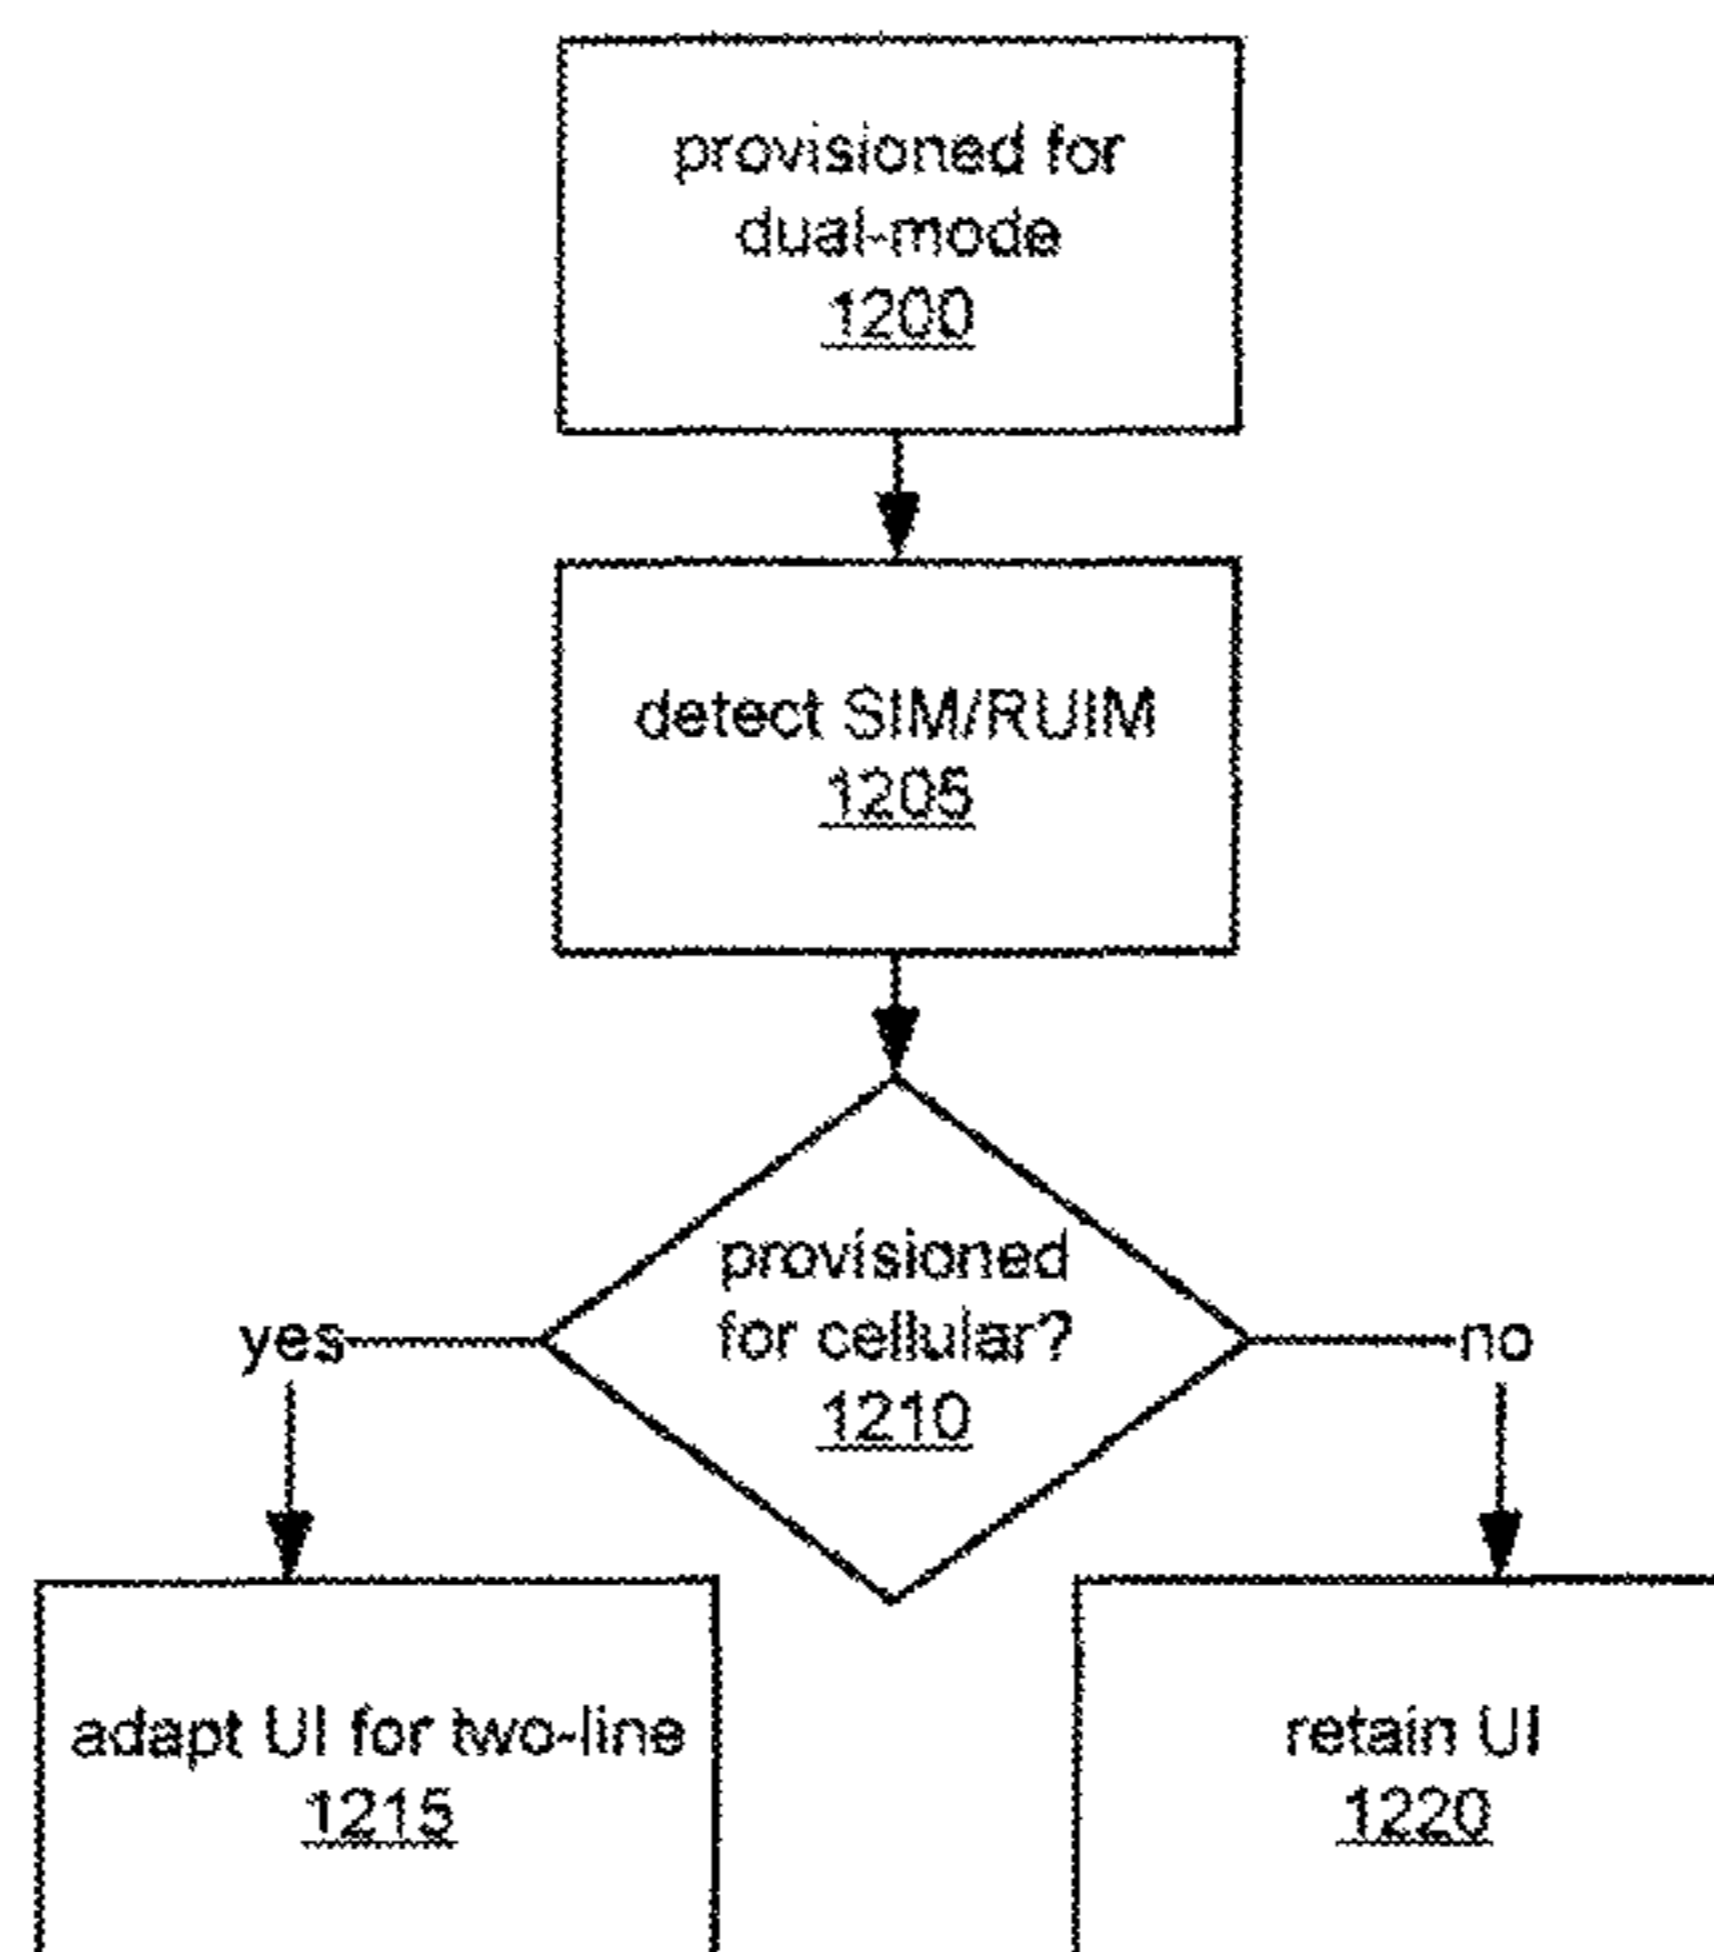 provisioned for
dual-mode
1200
detect SIM/RUIM
1205
provisioned
for cellular?
1210
yes
no
adapt UI for two-line
1215
retain UI
1220